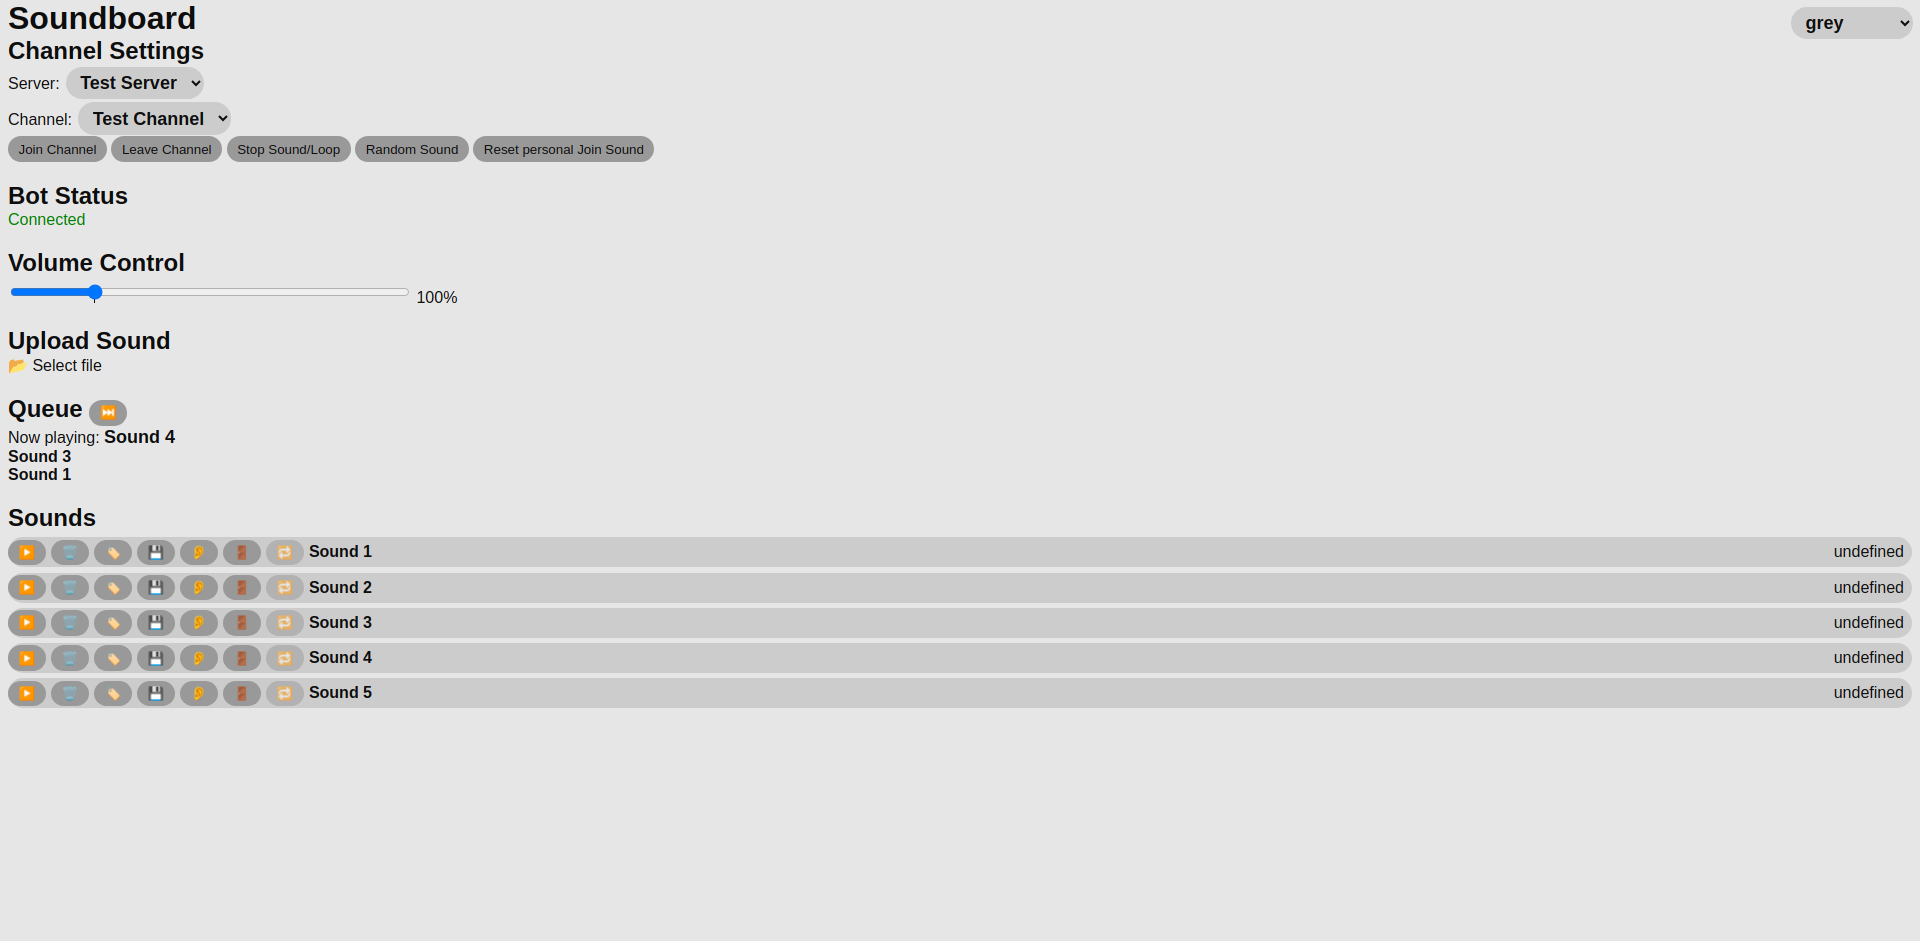 Soundboard
grey
Channel Settings
Server: Test Server
Channel: Test Channel
Join Channel Leave Channel Stop Sound/Loop Random Sound Reset personal Join Sound
Bot Status
Connected
Volume Control
100%
Upload Sound
📂 Select file
Queue ⏩
Now playing: Sound 4
Sound 3
Sound 1
Sounds
Sound 1 undefined
Sound 2 undefined
Sound 3 undefined
Sound 4 undefined
Sound 5 undefined